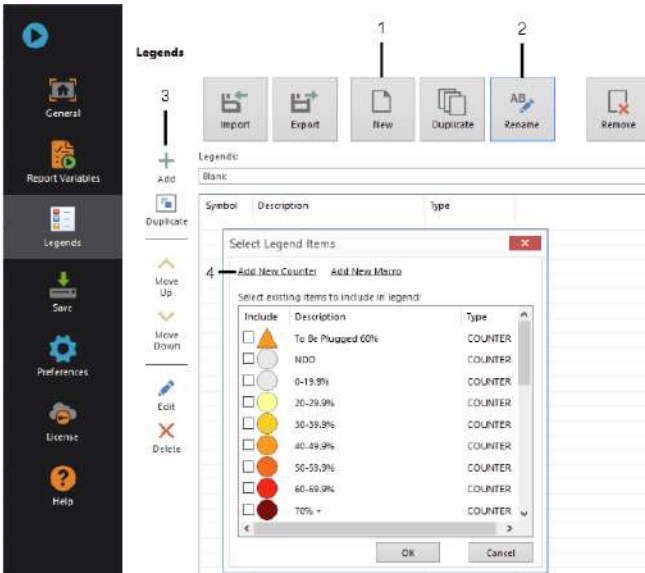 1
2
Legends
3
General
Import
Export
New
Duplicate
Rename
Remove
Report Variables
Add
Legends:
Blank
Duplicate
Symbol Description Type
Legends
Select Legend Items
4 Add New Counter Add New Macro
Move Up
Select existing items to include in legend:
Save
Include Description Type
Move Down
To Be Plugged 60% COUNTER
NDD COUNTER
Preferences
0-19.9% COUNTER
Edit
20-29.9% COUNTER
30-39.9% COUNTER
License
Delete
40-49.9% COUNTER
50-59.9% COUNTER
Help
60-69.9% COUNTER
70% + COUNTER
OK Cancel